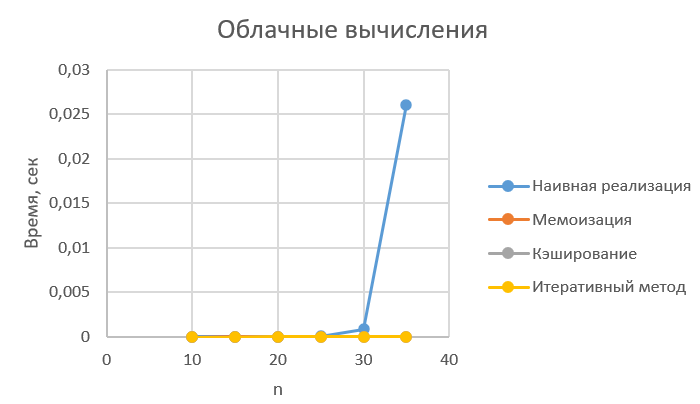 Облачные вычисления
0,03
0,025
0,02
0,015
0,01
0,005
0
Время, сек
0 10 20 30 40
n
Наивная реализация
Мемоизация
Кэширование
Итеративный метод